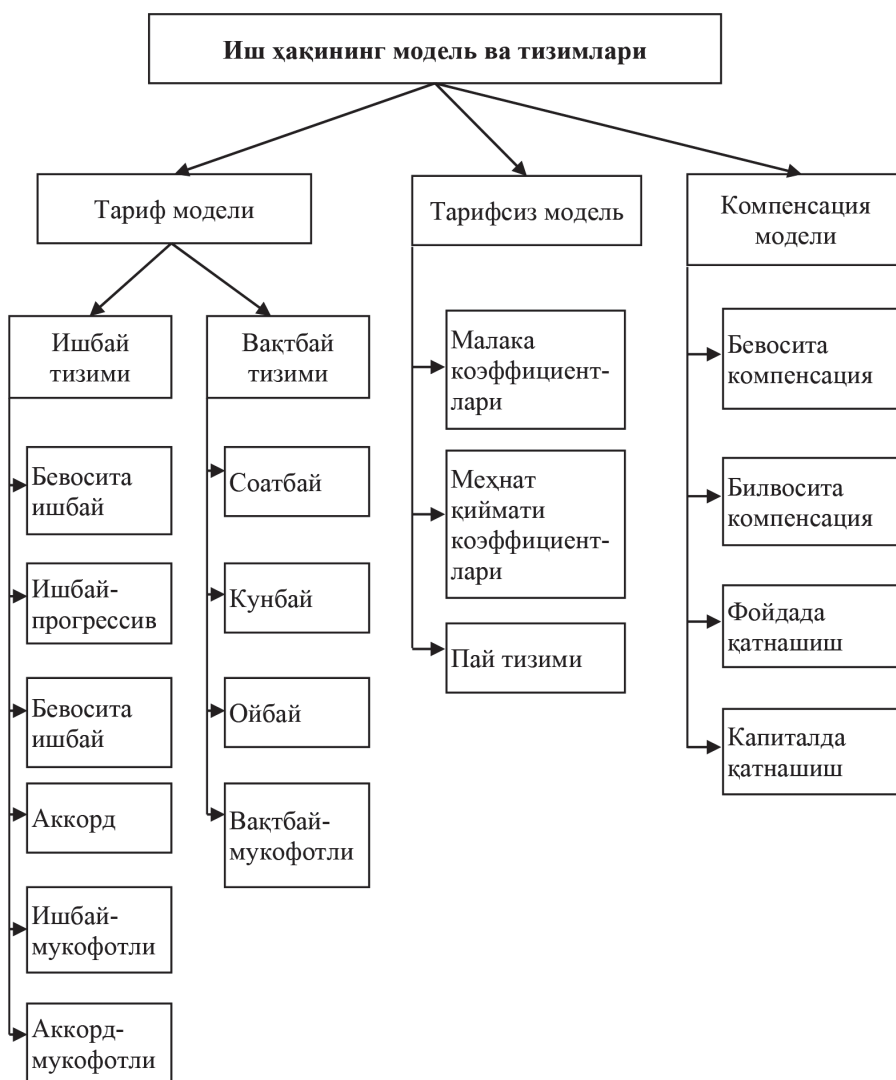 Иш ҳақининг модель ва тизимлари
Тариф модели
Тарифсиз модель
Компенсация
модели
Ишбай
тизими
Вақтбай
тизими
Бевосита
ишбай
Ишбай-
прогрессив
Бевосита
ишбай
Аккорд
Ишбай-
мукофотли
Аккорд-
мукофотли
Соатбай
Кунбай
Ойбай
Вақтбай-
мукофотли
Малака
коэффициент-
лари
Меҳнат
қиймати
коэффициент-
лари
Пай тизими
Бевосита
компенсация
Билвосита
компенсация
Фойдада
қатнашиш
Капиталда
қатнашиш